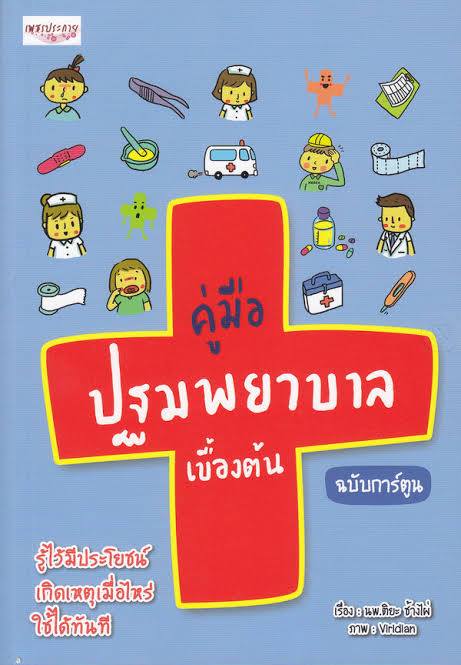 เพชรประกาย
คู่มือ
ปฐมพยาบาล
เบื้องต้น
ฉบับการ์ตูน
รู้ไว้มีประโยชน์
เกิดเหตุเมื่อไหร่
ใช้ได้ทันที
เรื่อง : นพ.ติยะ ช้างไผ่
ภาพ : Viridian